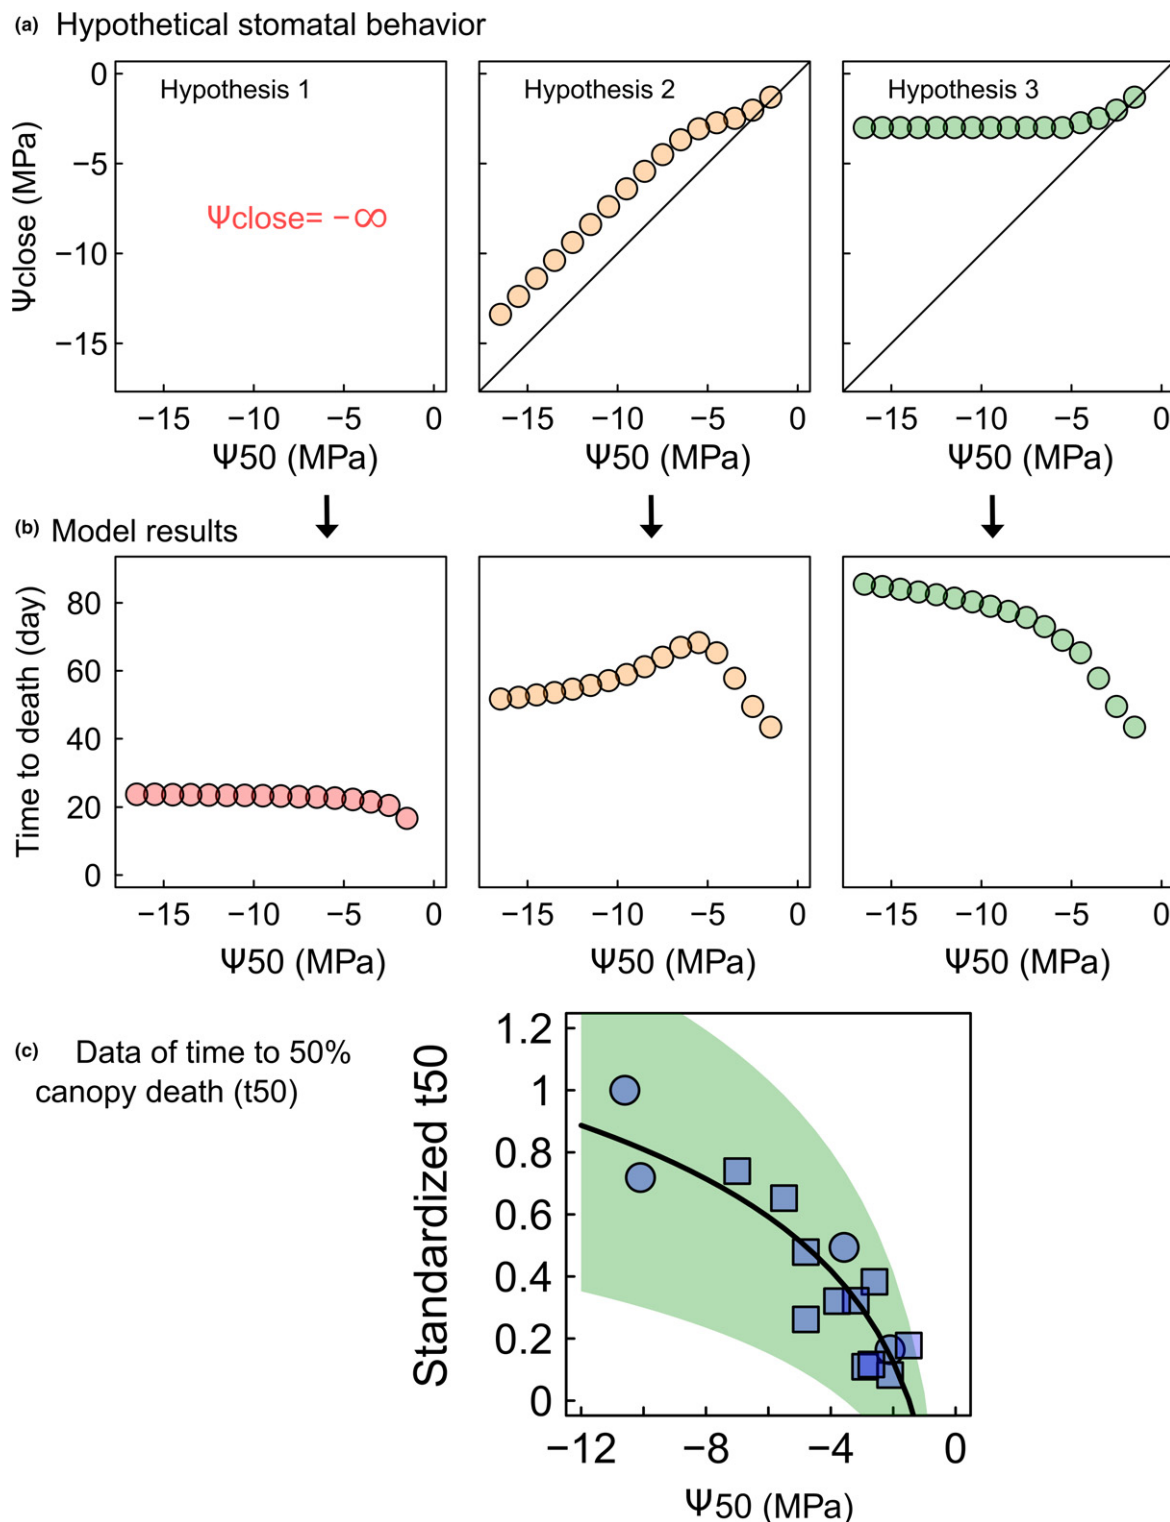 (a) Hypothetical stomatal behavior
Hypothesis 1
Hypothesis 2
Hypothesis 3
Ψclose (MPa)
0
−5
−10
−15
Ψclose= −∞
−15 −10 −5 0
−15 −10 −5 0
−15 −10 −5 0
Ψ50 (MPa)
Ψ50 (MPa)
Ψ50 (MPa)
(b) Model results
Time to death (day)
80
60
40
20
0
−15 −10 −5 0
−15 −10 −5 0
−15 −10 −5 0
Ψ50 (MPa)
Ψ50 (MPa)
Ψ50 (MPa)
(c) Data of time to 50%
canopy death (t50)
Standardized t50
1.2
1
0.8
0.6
0.4
0.2
0
−12 −8 −4 0
Ψ50 (MPa)